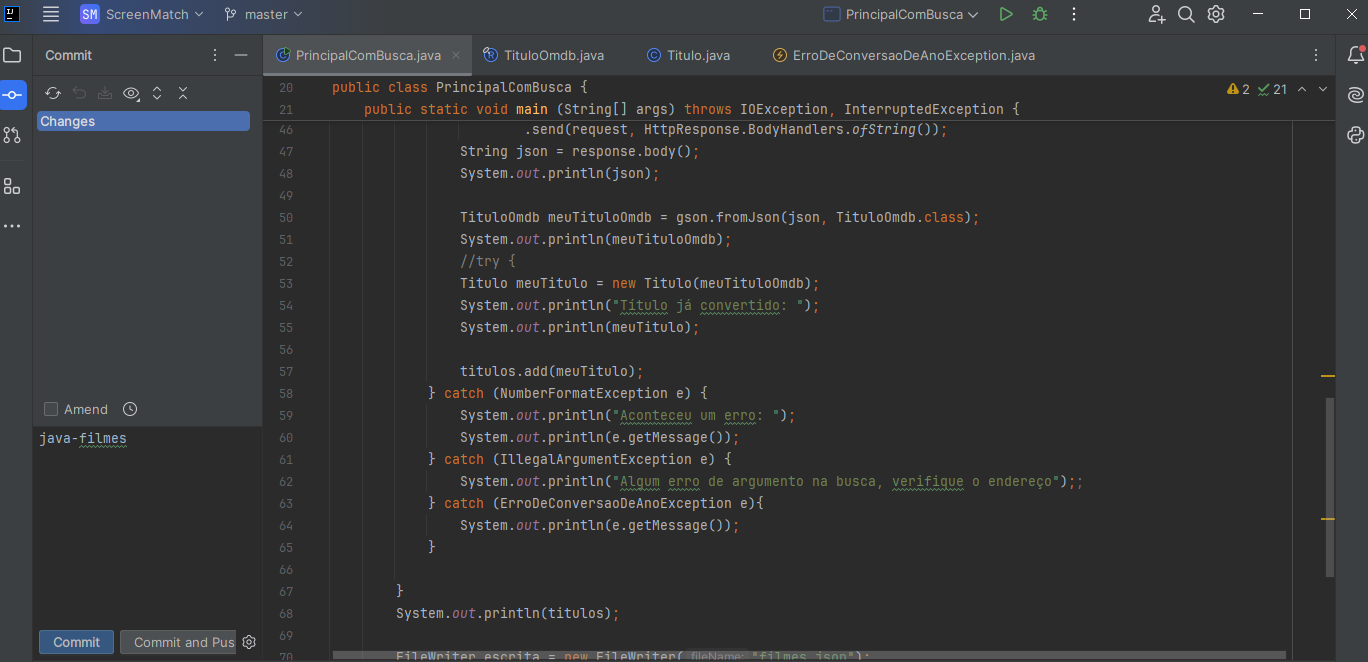 SM ScreenMatch master PrincipalComBusca
Commit
PrincipalComBusca.java TituloOmdb.java Titulo.java ErroDeConversaoDeAnoException.java
Changes
Amend
java-filmes
Commit Commit and Pus
2 21
20 public class PrincipalComBusca {
21 public static void main (String[] args) throws IOException, InterruptedException {
46 .send(request, HttpResponse.BodyHandlers.ofString());
47 String json = response.body();
48 System.out.println(json);
49
50 TituloOmdb meuTituloOmdb = gson.fromJson(json, TituloOmdb.class);
51 System.out.println(meuTituloOmdb);
52 //try {
53 Titulo meuTitulo = new Titulo(meuTituloOmdb);
54 System.out.println("Título já convertido: ");
55 System.out.println(meuTitulo);
56
57 titulos.add(meuTitulo);
58 } catch (NumberFormatException e) {
59 System.out.println("Aconteceu um erro: ");
60 System.out.println(e.getMessage());
61 } catch (IllegalArgumentException e) {
62 System.out.println("Algum erro de argumento na busca, verifique o endereço");;
63 } catch (ErroDeConversaoDeAnoException e){
64 System.out.println(e.getMessage());
65 }
66
67 }
68 System.out.println(titulos);
69
70 FileWriter escrita = new FileWriter( fileName: "filmes.json");